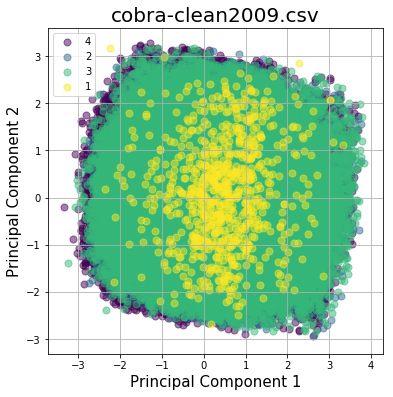 cobra-clean2009.csv
4
2
3
1
Principal Component 2
3
2
1
0
−1
−2
−3
−3 −2 −1 0 1 2 3 4
Principal Component 1